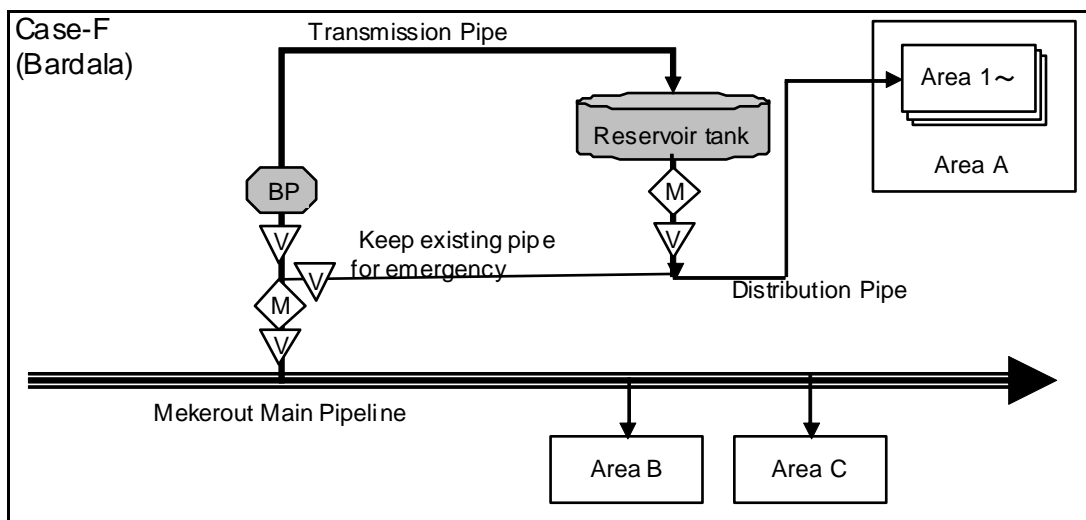 Case-F
(Bardala)
Transmission Pipe
Area 1~
Reservoir tank
Area A
BP
M
V
Keep existing pipe
for emergency
V
V
M
Distribution Pipe
V
Mekerout Main Pipeline
Area B
Area C